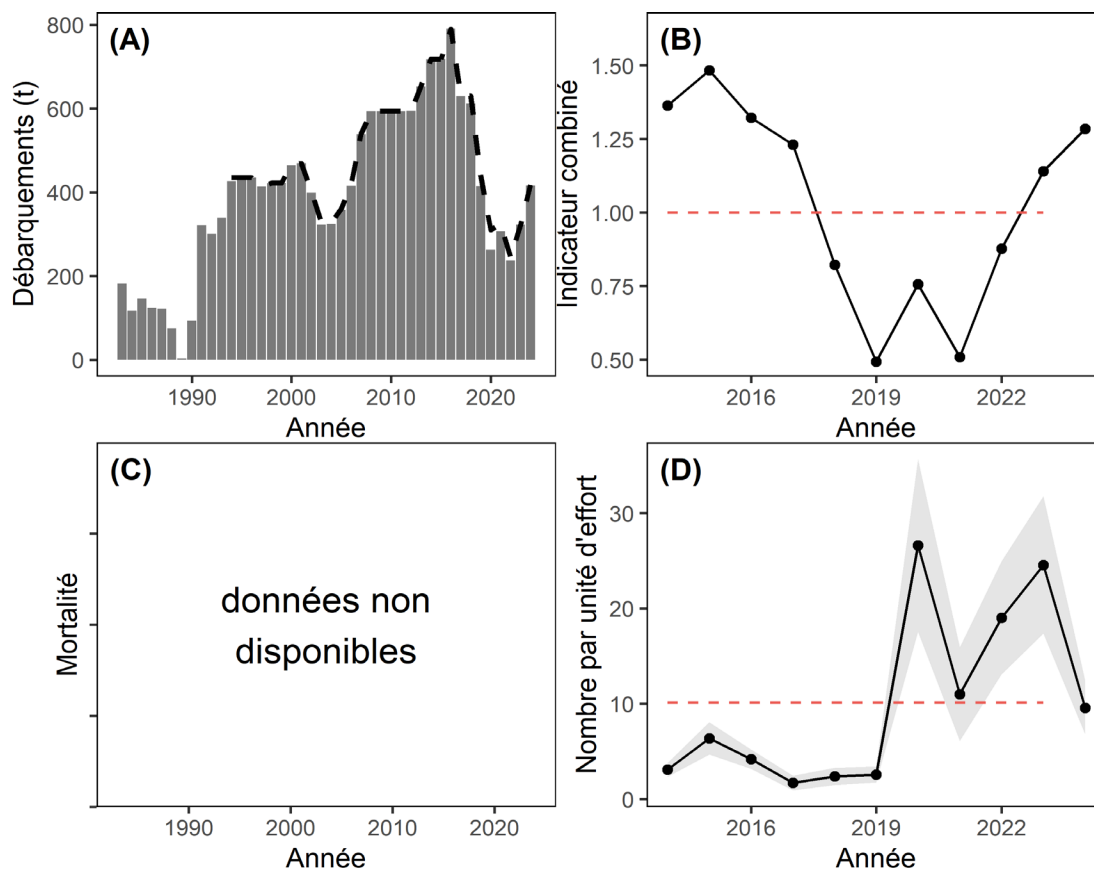 (A)
Débarquements (t)
800
600
400
200
0
1990
2000
2010
2020
Année
(B)
Indicateur combiné
1.50
1.25
1.00
0.75
0.50
2016
2019
2022
Année
(C)
Mortalité
données non
disponibles
1990
2000
2010
2020
Année
(D)
Nombre par unité d'effort
30
20
10
0
2016
2019
2022
Année